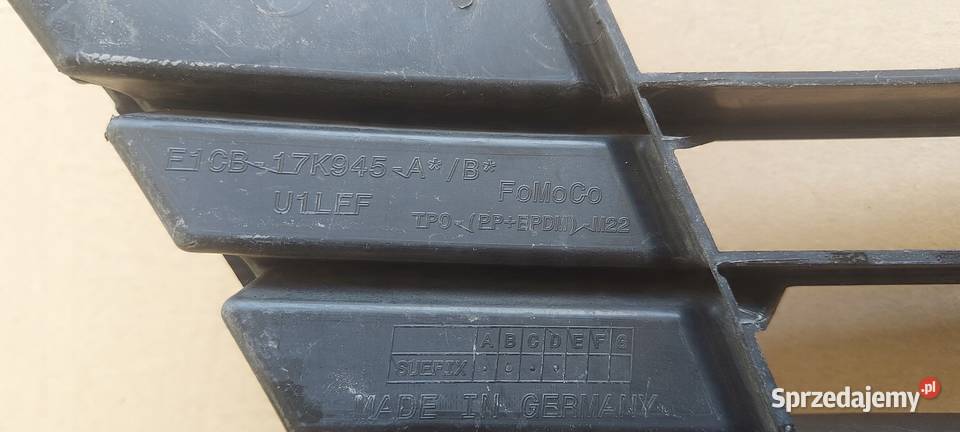 E1CB-17K945-A*/B*
U1LEF
FoMoCo
TPO-(PP+EPDM)-M22
A B C D E F G
SUFFIX
MADE IN GERMANY
Sprzedajemy.pl